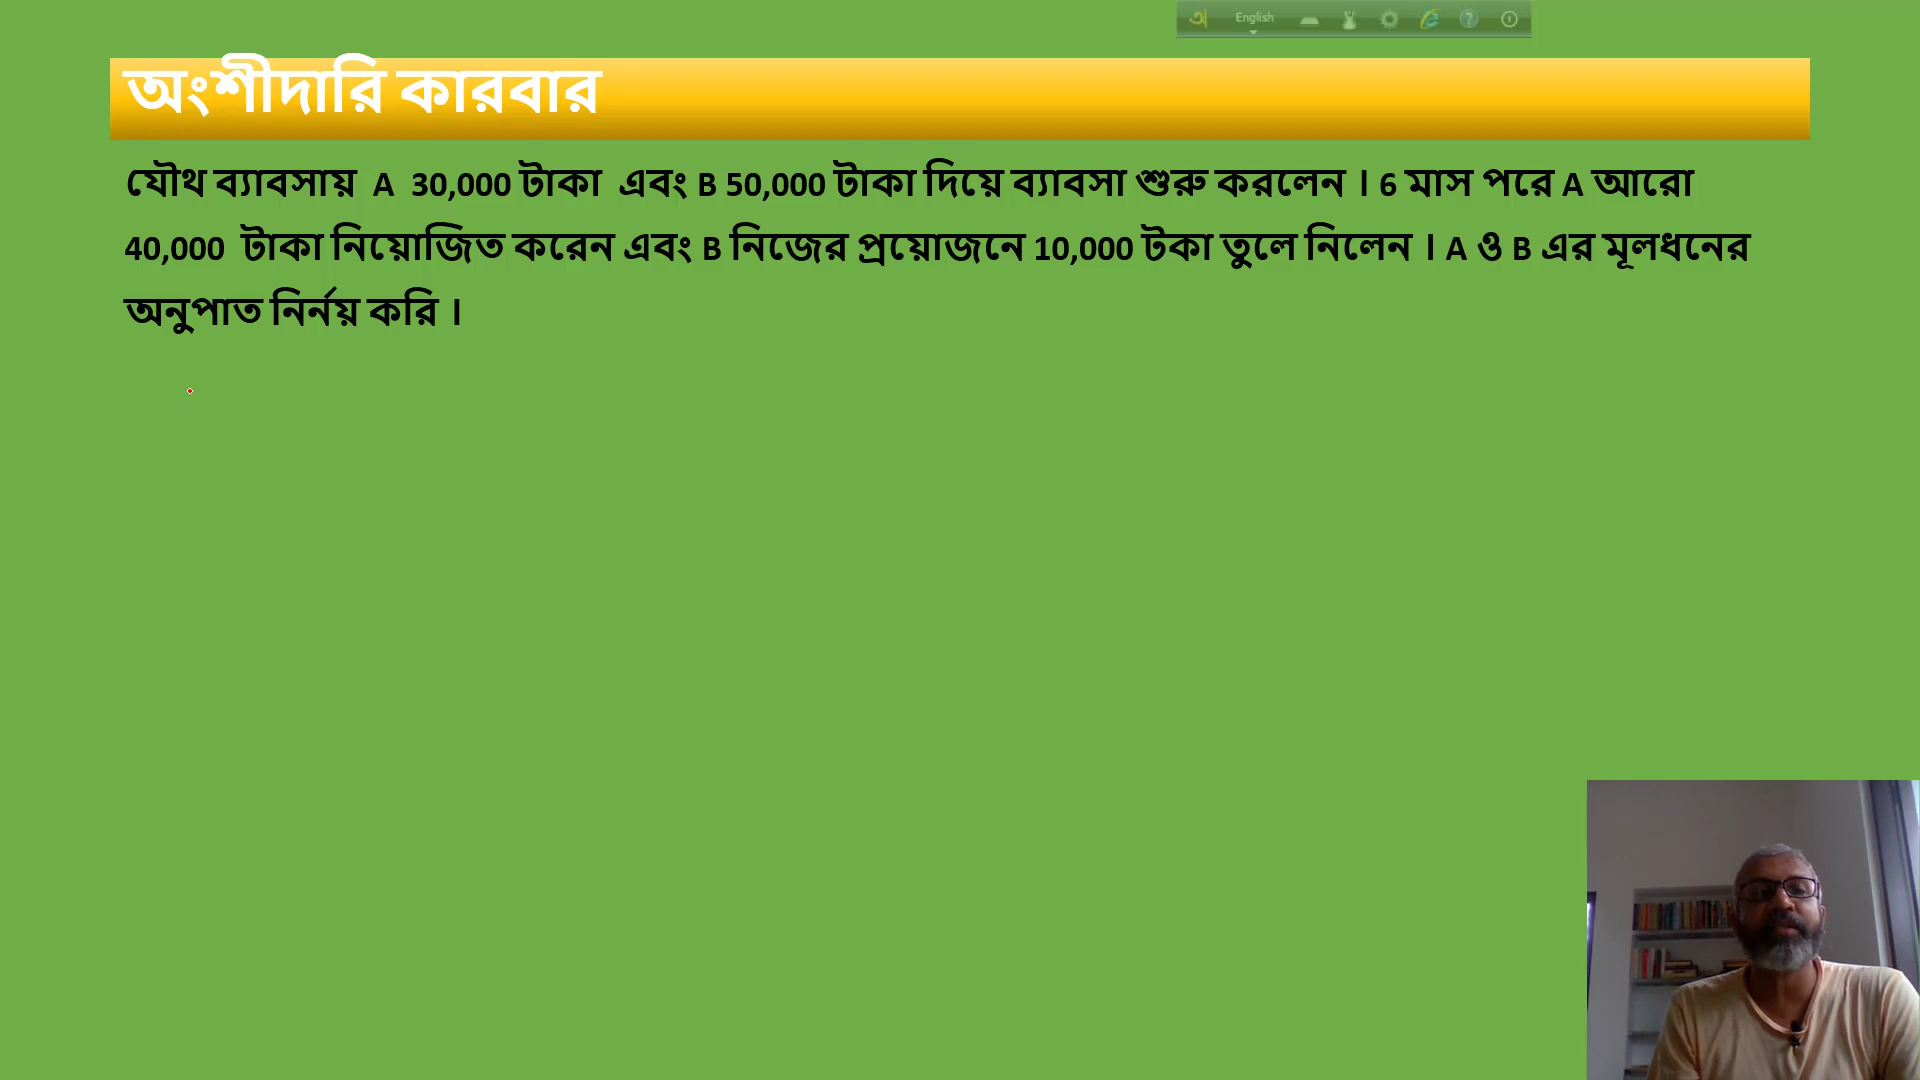 English
অংশীদারি কারবার
যৌথ ব্যাবসায় A 30,000 টাকা এবং B 50,000 টাকা দিয়ে ব্যাবসা শুরু করলেন । 6 মাস পরে A আরো
40,000 টাকা নিয়োজিত করেন এবং B নিজের প্রয়োজনে 10,000 টকা তুলে নিলেন । A ও B এর মূলধনের
অনুপাত নির্নয় করি ।